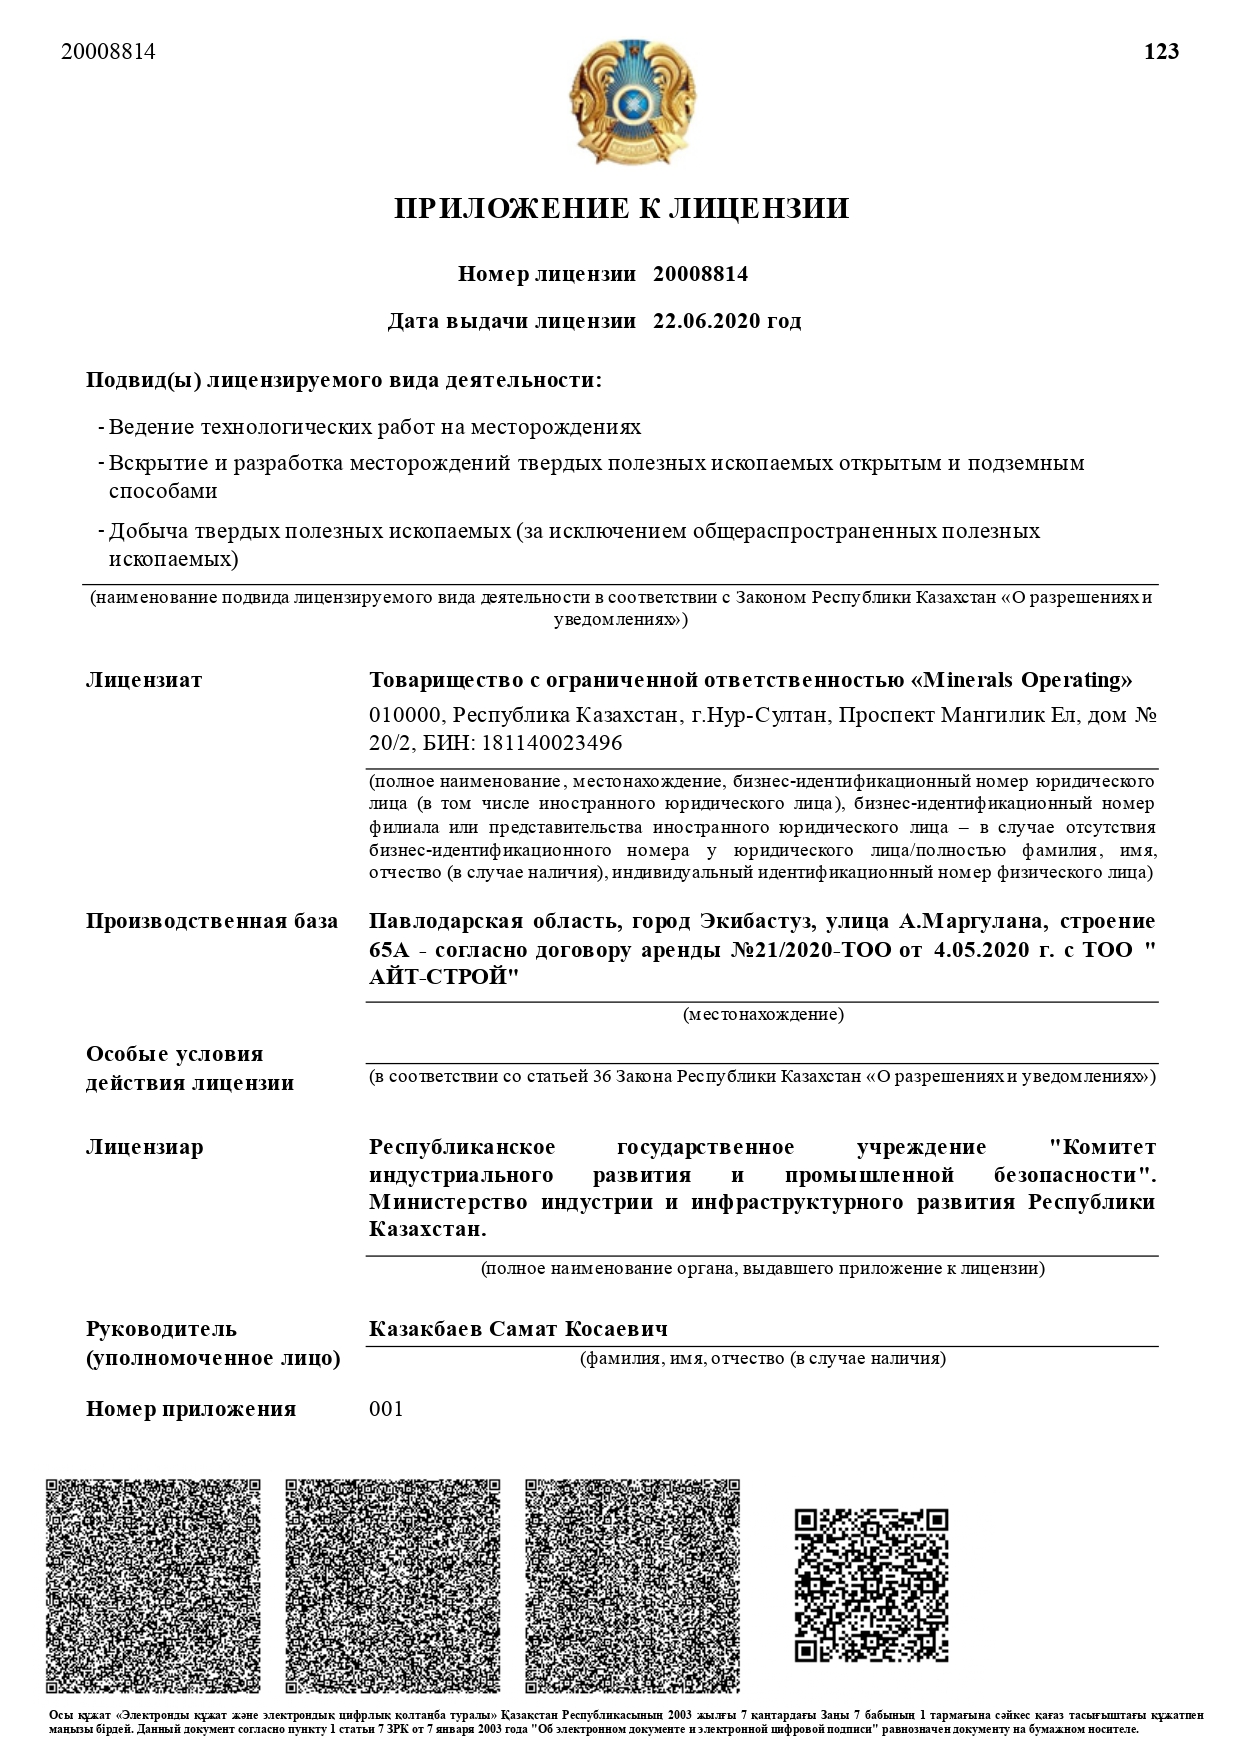 20008814
123
ПРИЛОЖЕНИЕ К ЛИЦЕНЗИИ
Номер лицензии 20008814
Дата выдачи лицензии 22.06.2020 год
Подвид(ы) лицензируемого вида деятельности:
- Ведение технологических работ на месторождениях
- Вскрытие и разработка месторождений твердых полезных ископаемых открытым и подземным
способами
- Добыча твердых полезных ископаемых (за исключением общераспространенных полезных
ископаемых)
(наименование подвида лицензируемого вида деятельности в соответствии с Законом Республики Казахстан «О разрешениях и
уведомлениях»)
Лицензиат
Товарищество с ограниченной ответственностью «Minerals Operating»
010000, Республика Казахстан, г.Нур-Султан, Проспект Мангилик Ел, дом №
20/2, БИН: 181140023496
(полное наименование, местонахождение, бизнес-идентификационный номер юридического
лица (в том числе иностранного юридического лица), бизнес-идентификационный номер
филиала или представительства иностранного юридического лица – в случае отсутствия
бизнес-идентификационного номера у юридического лица/полностью фамилия, имя,
отчество (в случае наличия), индивидуальный идентификационный номер физического лица)
Производственная база
Павлодарская область, город Экибастуз, улица А.Маргулана, строение
65А - согласно договору аренды №21/2020-ТОО от 4.05.2020 г. с ТОО "
АЙТ-СТРОЙ"
(местонахождение)
Особые условия
действия лицензии
(в соответствии со статьей 36 Закона Республики Казахстан «О разрешениях и уведомлениях»)
Лицензиар
Республиканское государственное учреждение "Комитет
индустриального развития и промышленной безопасности".
Министерство индустрии и инфраструктурного развития Республики
Казахстан.
(полное наименование органа, выдавшего приложение к лицензии)
Руководитель
(уполномоченное лицо)
Казакбаев Самат Косаевич
(фамилия, имя, отчество (в случае наличия)
Номер приложения 001
Осы құжат «Электронды құжат және электрондық цифрлық қолтаңба туралы» Қазақстан Республикасының 2003 жылғы 7 қаңтардағы Заңы 7 бабының 1 тармағына сәйкес қағаз тасығыштағы құжатпен
маңызы бірдей. Данный документ согласно пункту 1 статьи 7 ЗРК от 7 января 2003 года "Об электронном документе и электронной цифровой подписи" равнозначен документу на бумажном носителе.